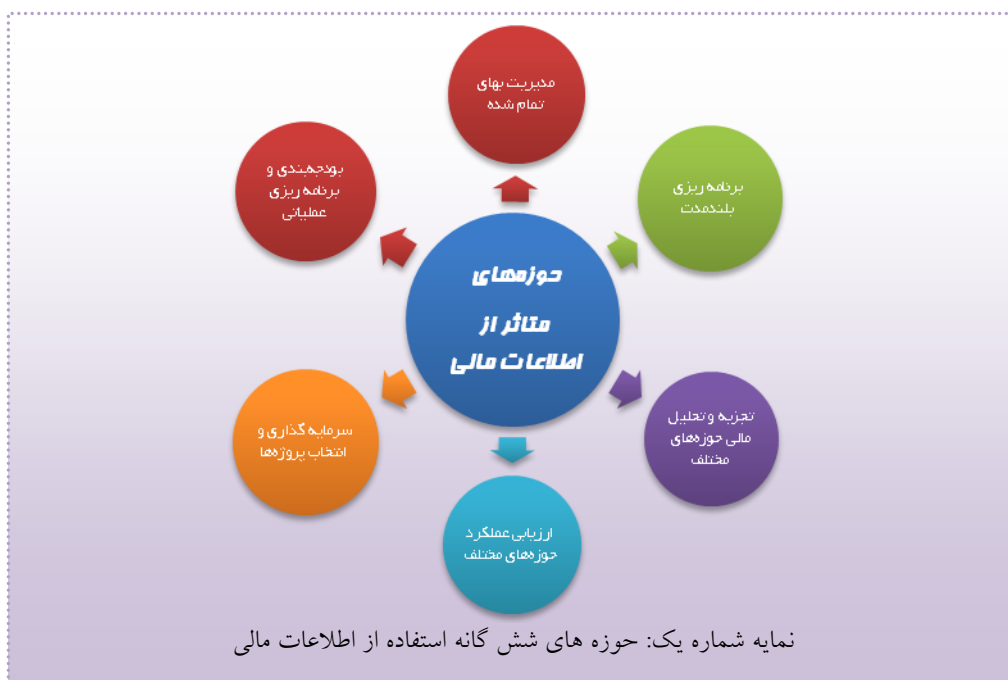 مدیریت بهای
تمام شده
برنامه ریزی
بلندمدت
تجزیه و تحلیل
مالی حوزه‌های
مختلف
ارزیابی عملکرد
حوزه‌های مختلف
سرمایه گذاری و
انتخاب پروژه‌ها
بودجه‌بندی و
برنامه ریزی
عملیاتی
حوزه‌های
متاثر از
اطلاعات مالی
نمایه شماره یک: حوزه های شش گانه استفاده از اطلاعات مالی